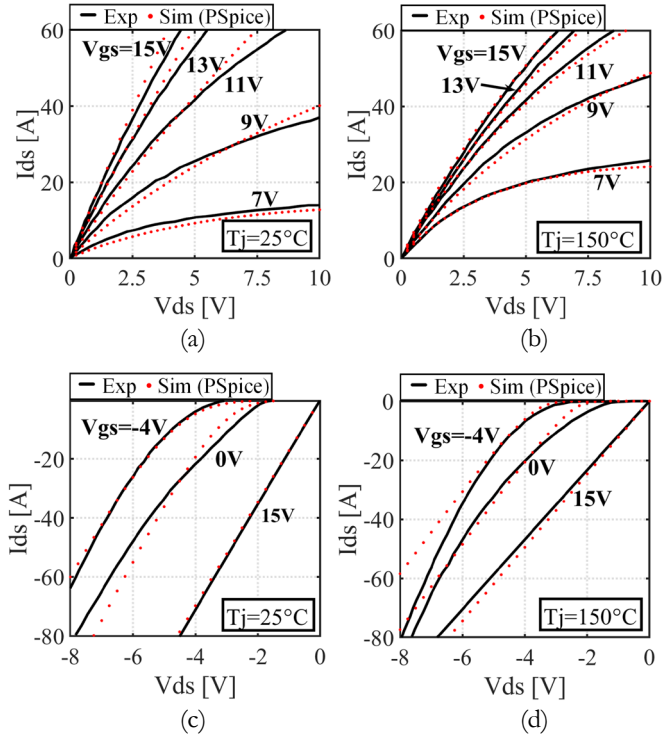 Exp Sim (PSpice)
60
40
20
0
Ids [A]
Vgs=15V
13V
11V
9V
7V
Tj=25°C
0 2.5 5 7.5 10
Vds [V]
(a)
Exp Sim (PSpice)
60
40
20
0
Ids [A]
Vgs=15V
13V
11V
9V
7V
Tj=150°C
0 2.5 5 7.5 10
Vds [V]
(b)
Exp Sim (PSpice)
-20
-40
-60
-80
Ids [A]
Vgs=-4V
0V
15V
Tj=25°C
-8 -6 -4 -2 0
Vds [V]
(c)
Exp Sim (PSpice)
0
-20
-40
-60
-80
Ids [A]
Vgs=-4V
0V
15V
Tj=150°C
-8 -6 -4 -2 0
Vds [V]
(d)